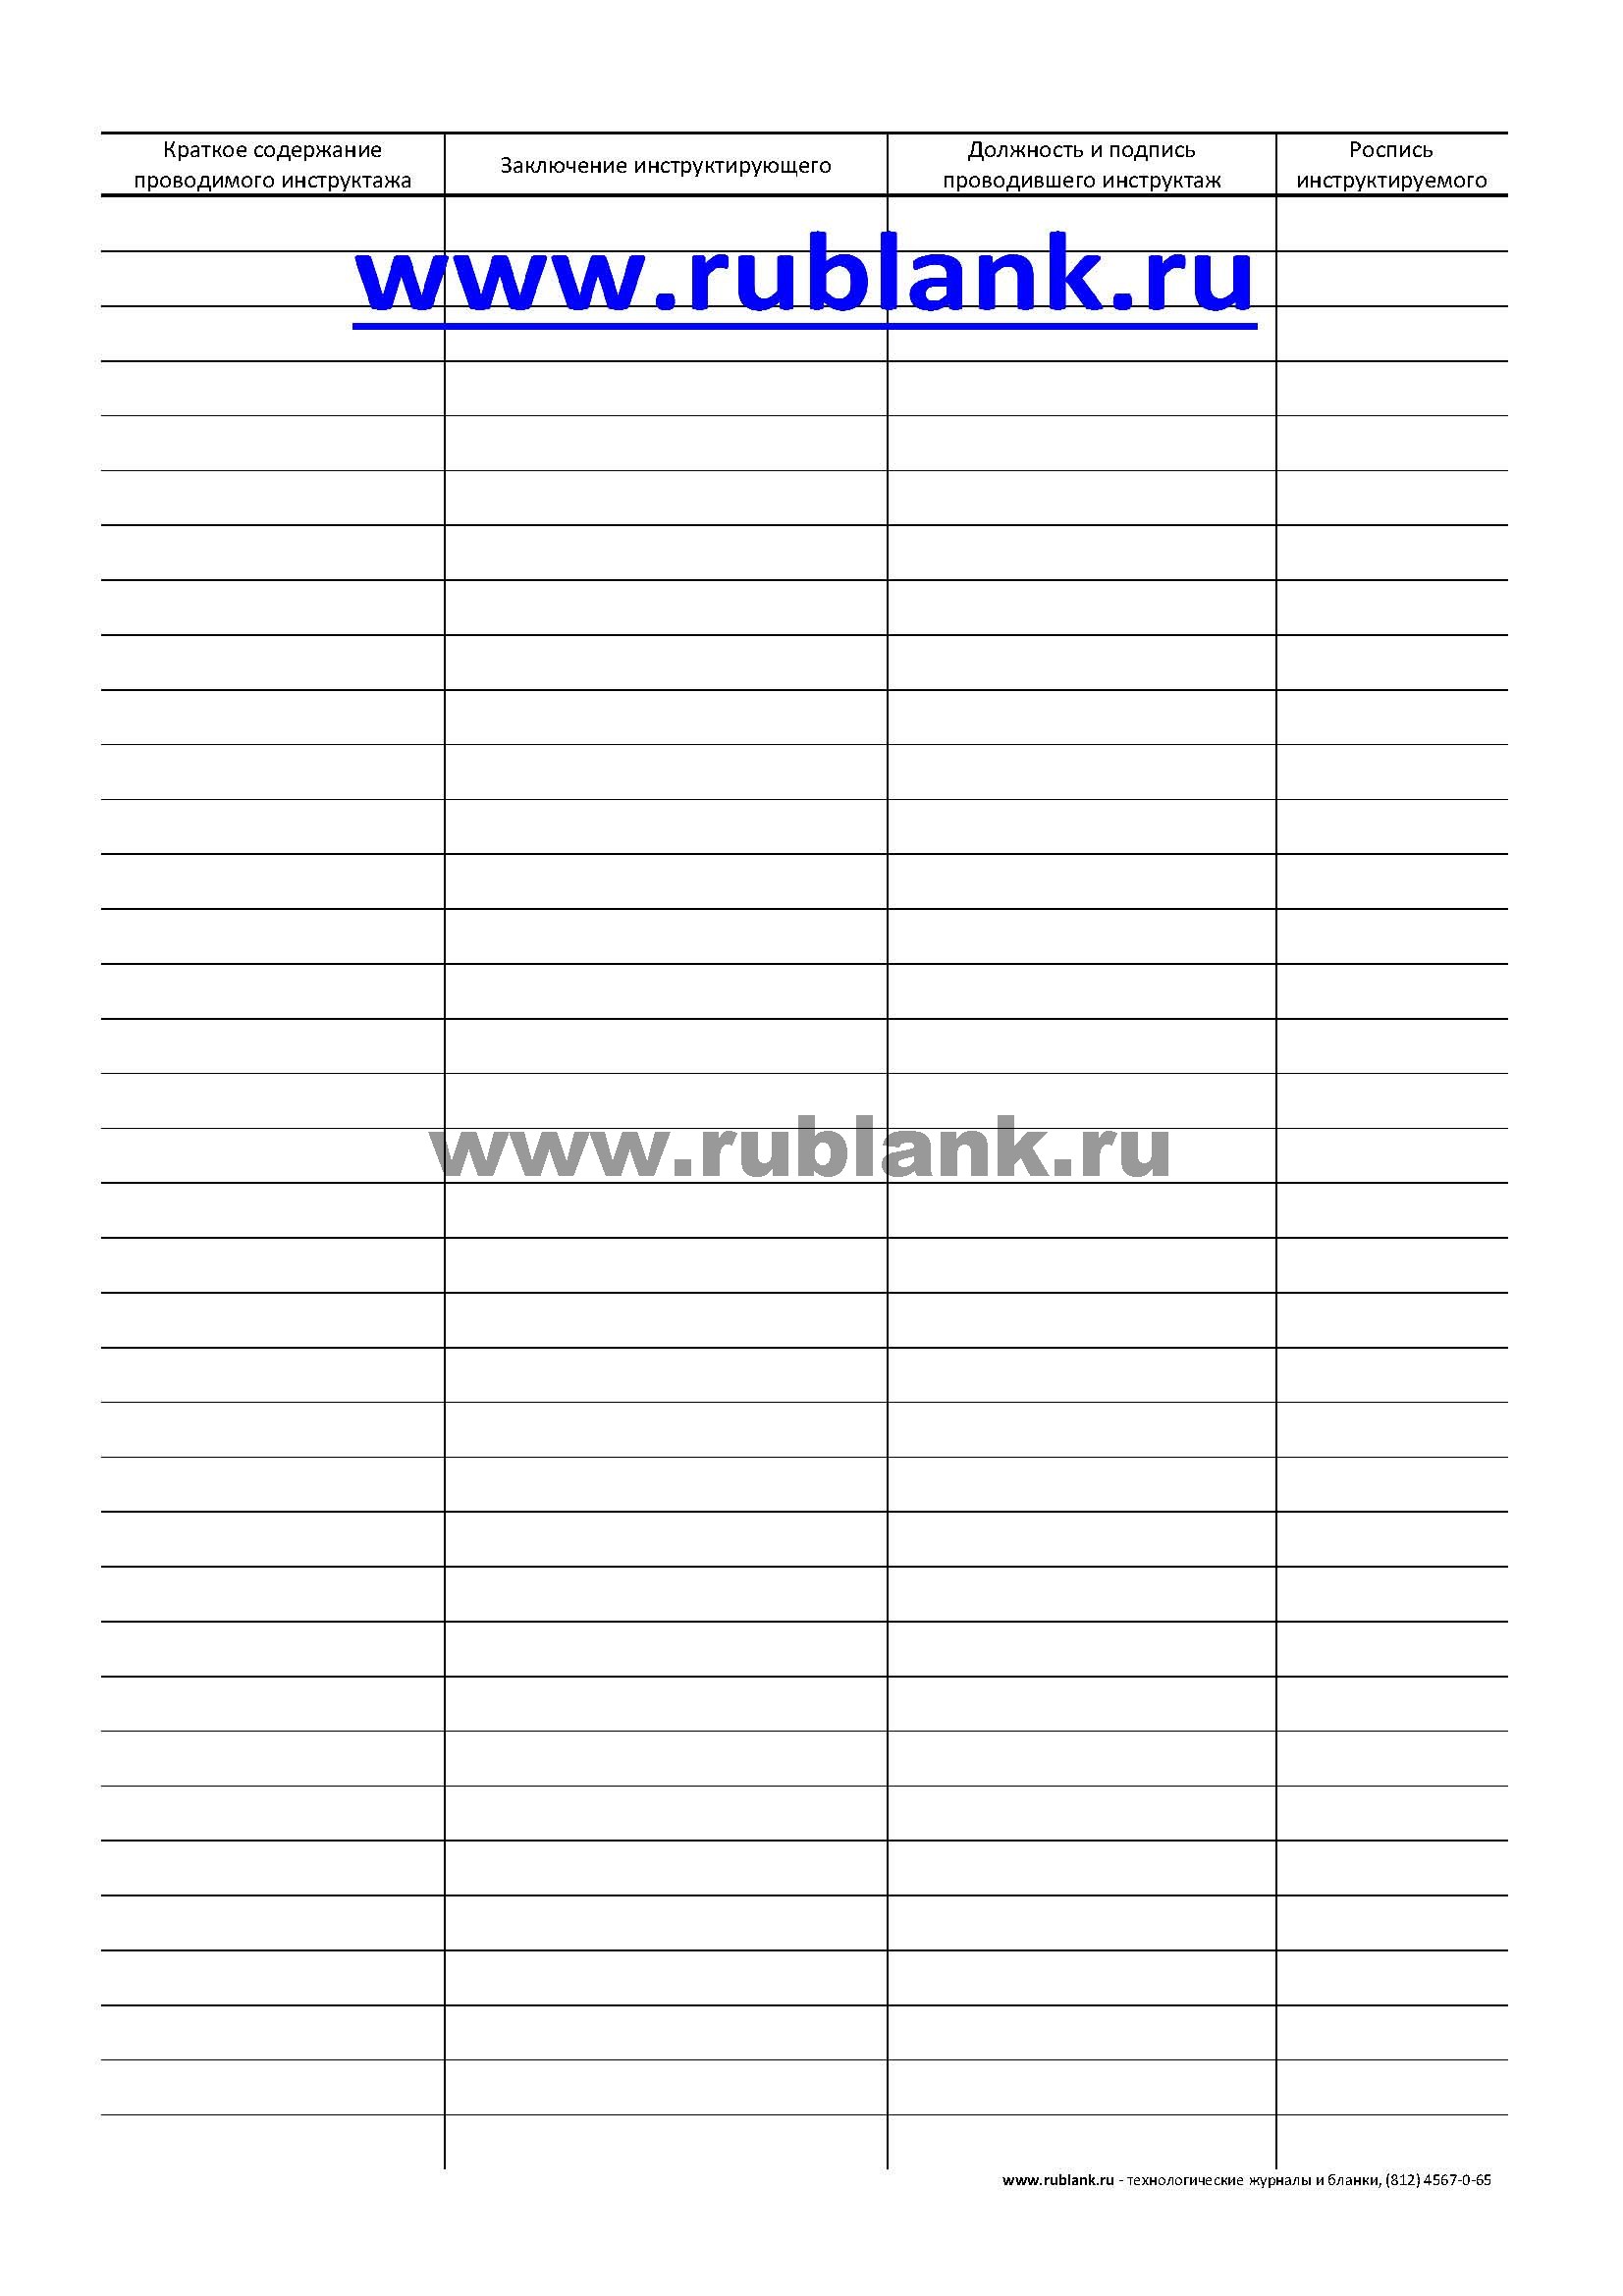 Краткое содержание
проводимого инструктажа
Заключение инструктирующего
Должность и подпись
проводившего инструктаж
Роспись
инструктируемого
www.rublank.ru
www.rublank.ru
www.rublank.ru - технологические журналы и бланки, (812) 4567-0-65